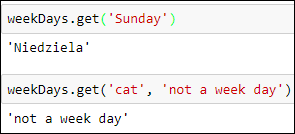 weekDays.get('Sunday')
'Niedziela'
weekDays.get('cat', 'not a week day')
'not a week day'